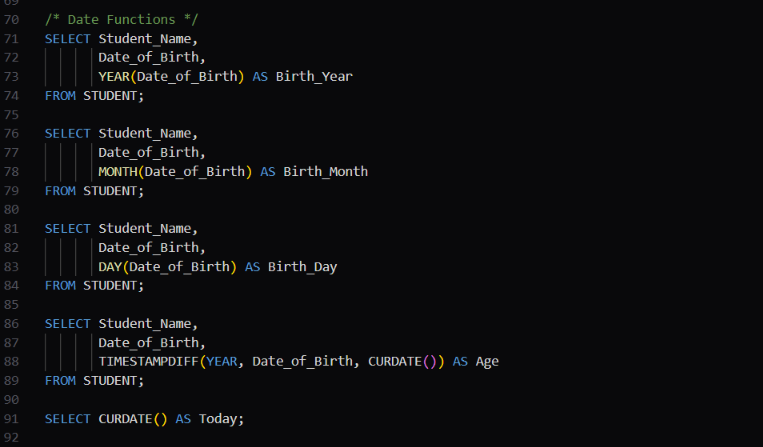 69
70 /* Date Functions */
71 SELECT Student_Name,
72 Date_of_Birth,
73 YEAR(Date_of_Birth) AS Birth_Year
74 FROM STUDENT;
75
76 SELECT Student_Name,
77 Date_of_Birth,
78 MONTH(Date_of_Birth) AS Birth_Month
79 FROM STUDENT;
80
81 SELECT Student_Name,
82 Date_of_Birth,
83 DAY(Date_of_Birth) AS Birth_Day
84 FROM STUDENT;
85
86 SELECT Student_Name,
87 Date_of_Birth,
88 TIMESTAMPDIFF(YEAR, Date_of_Birth, CURDATE()) AS Age
89 FROM STUDENT;
90
91 SELECT CURDATE() AS Today;
92